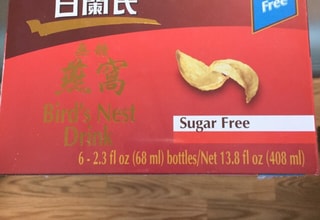 白蘭氏
Free
燕窩
Bird's Nest
Drink
Sugar Free
6 - 2.3 fl oz (68 ml) bottles/Net 13.8 fl oz (408 ml)